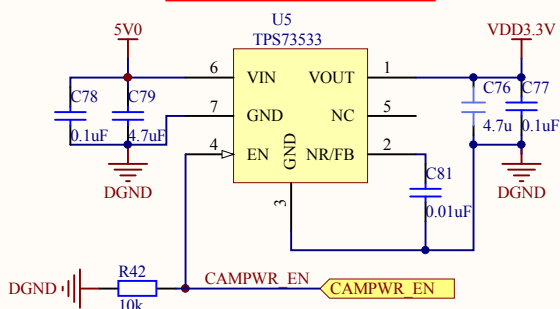 U5
TPS73533
5V0
VDD3.3V
6 VIN VOUT 1
C78 C79
C76 C77
7 GND NC 5
0.1uF 4.7uF
4.7u 0.1uF
4 EN GND NR/FB 2
DGND
DGND
3
C81
0.01uF
R42
DGND
CAMPWR_EN
CAMPWR_EN
10k